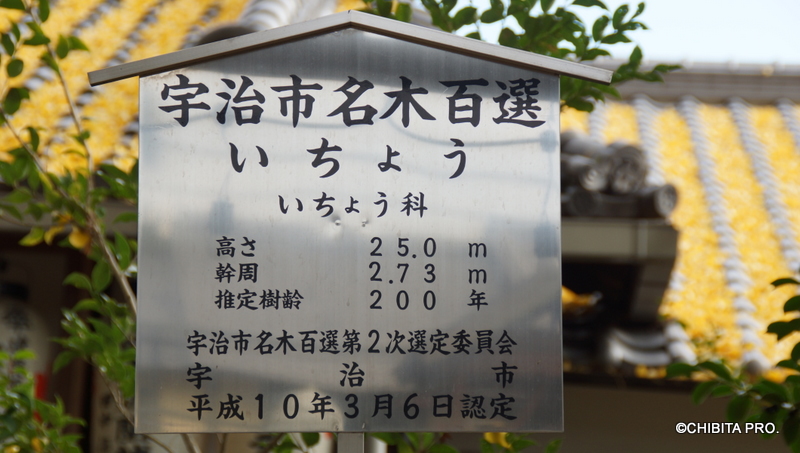 宇治市名木百選
いちょう
いちょう科
高さ 25.0 m
幹周 2.73 m
推定樹齢 200 年
宇治市名木百選第2次選定委員会
宇治市
平成10年3月6日認定
©CHIBITA PRO.